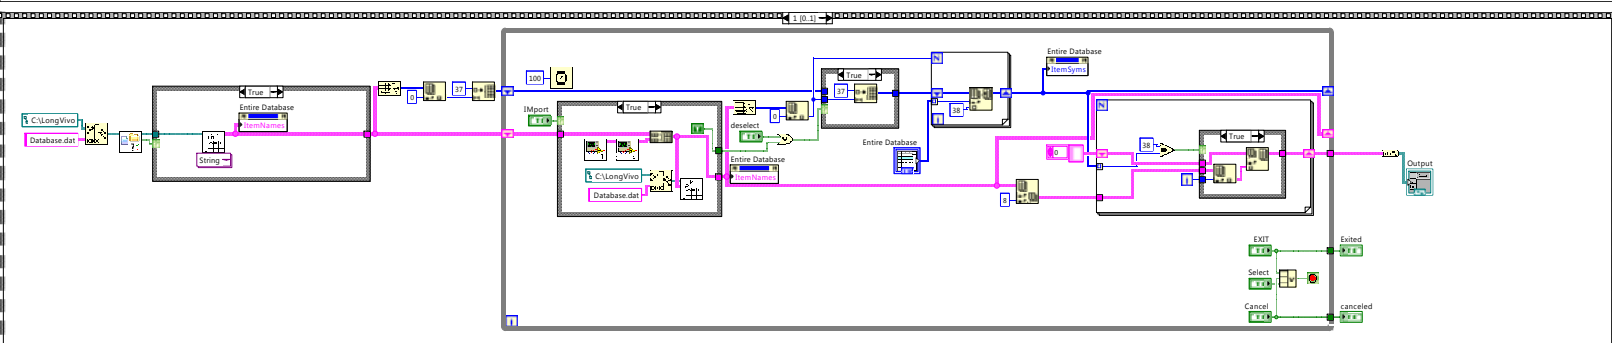 1 [0..1]
C:\LongVivo
Database.dat
True
Entire Database
ItemNames
String
0
37
100
IMport
True
C:\LongVivo
Database.dat
deselect
Entire Database
ItemNames
0
True
37
Entire Database
N
38
i
Entire Database
ItemSyms
8
0
N
38
i
True
Output
EXIT
Exited
Select
Cancel
canceled
i